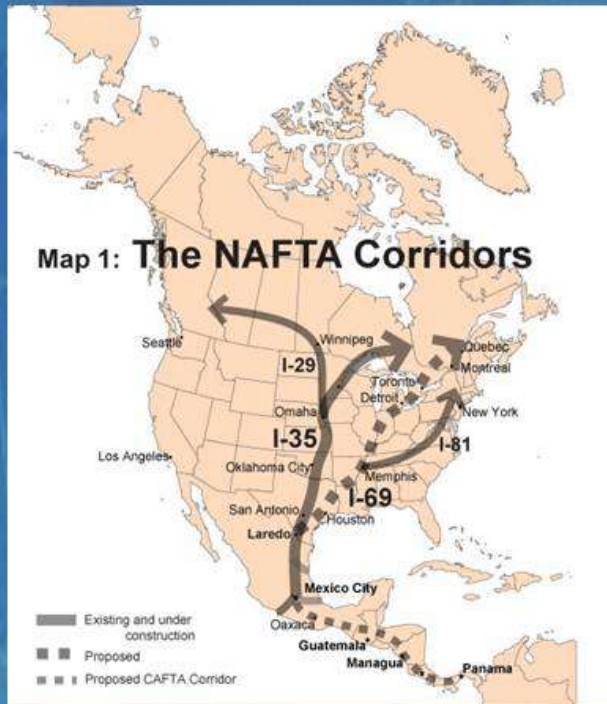 Map 1: The NAFTA Corridors
Winnipeg
Seattle
Quebec
Montreal
I-29
Toronto
Detroit
Omaha
New York
I-35
I-81
Los Angeles
Oklahoma City
Memphis
I-69
San Antonio
Houston
Laredo
Mexico City
Oaxaca
Guatemala
Managua
Panama
Existing and under
construction
Proposed
Proposed CAFTA Corridor